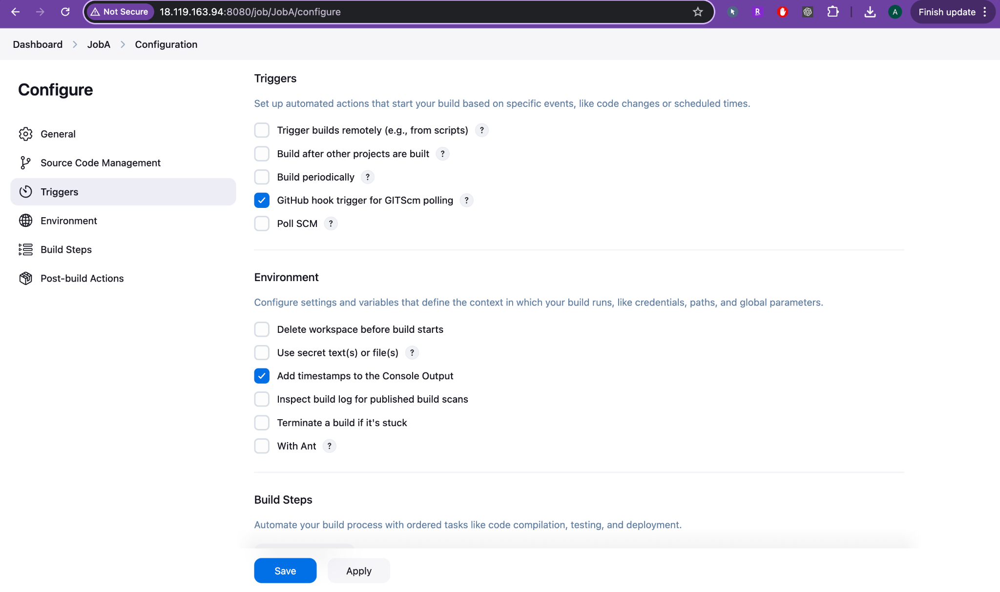 Not Secure 18.119.163.94:8080/job/JobA/configure R A Finish update
Dashboard JobA Configuration
Configure
General
Source Code Management
Triggers
Environment
Build Steps
Post-build Actions
Triggers
Set up automated actions that start your build based on specific events, like code changes or scheduled times.
Trigger builds remotely (e.g., from scripts) ?
Build after other projects are built ?
Build periodically ?
GitHub hook trigger for GITScm polling ?
Poll SCM ?
Environment
Configure settings and variables that define the context in which your build runs, like credentials, paths, and global parameters.
Delete workspace before build starts
Use secret text(s) or file(s) ?
Add timestamps to the Console Output
Inspect build log for published build scans
Terminate a build if it's stuck
With Ant ?
Build Steps
Automate your build process with ordered tasks like code compilation, testing, and deployment.
Save Apply